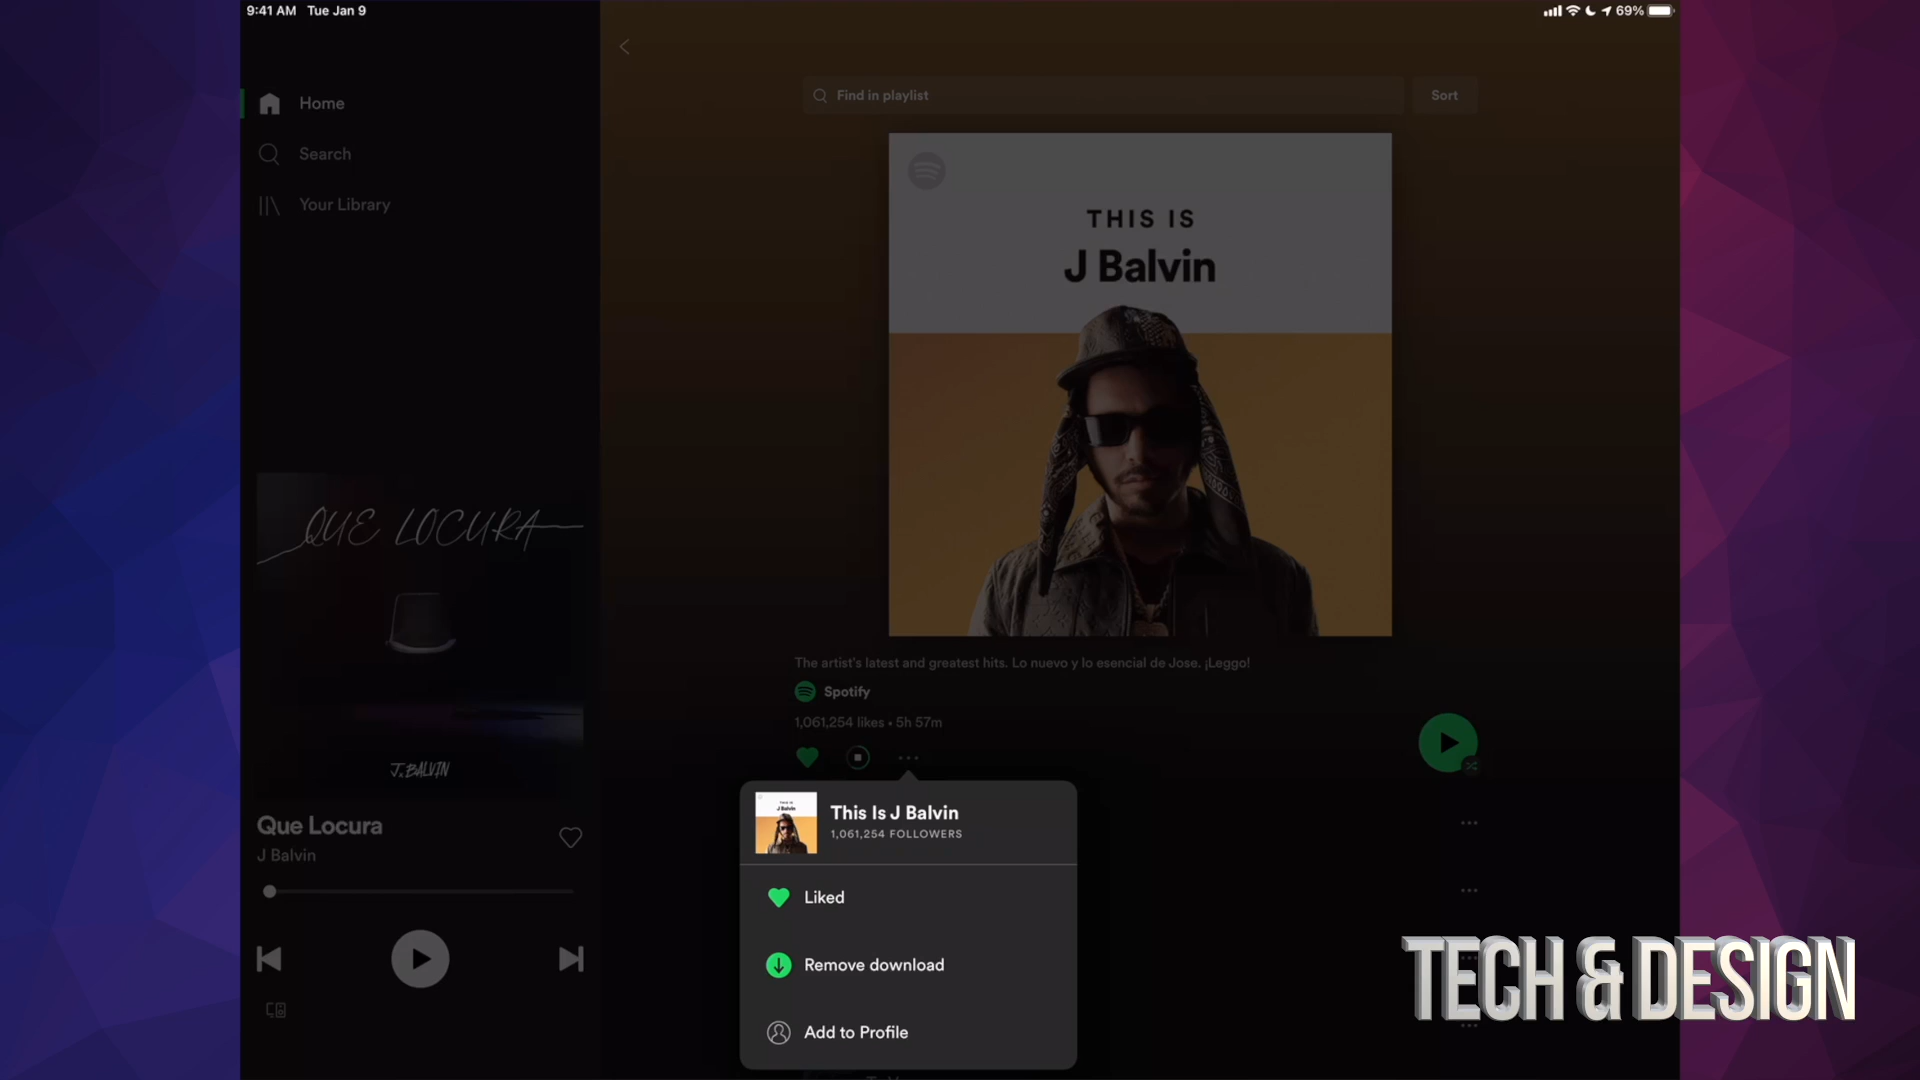 9:41 AM Tue Jan 9
69%
Home
Search
Your Library
QUE LOCURA
J. BALVIN
Que Locura
J Balvin
Find in playlist
Sort
THIS IS
J Balvin
The artist's latest and greatest hits. Lo nuevo y lo esencial de Jose. ¡Leggo!
Spotify
1,061,254 likes • 5h 57m
THIS IS
J Balvin
This Is J Balvin
1,061,254 FOLLOWERS
Liked
Remove download
Add to Profile
TECH & DESIGN